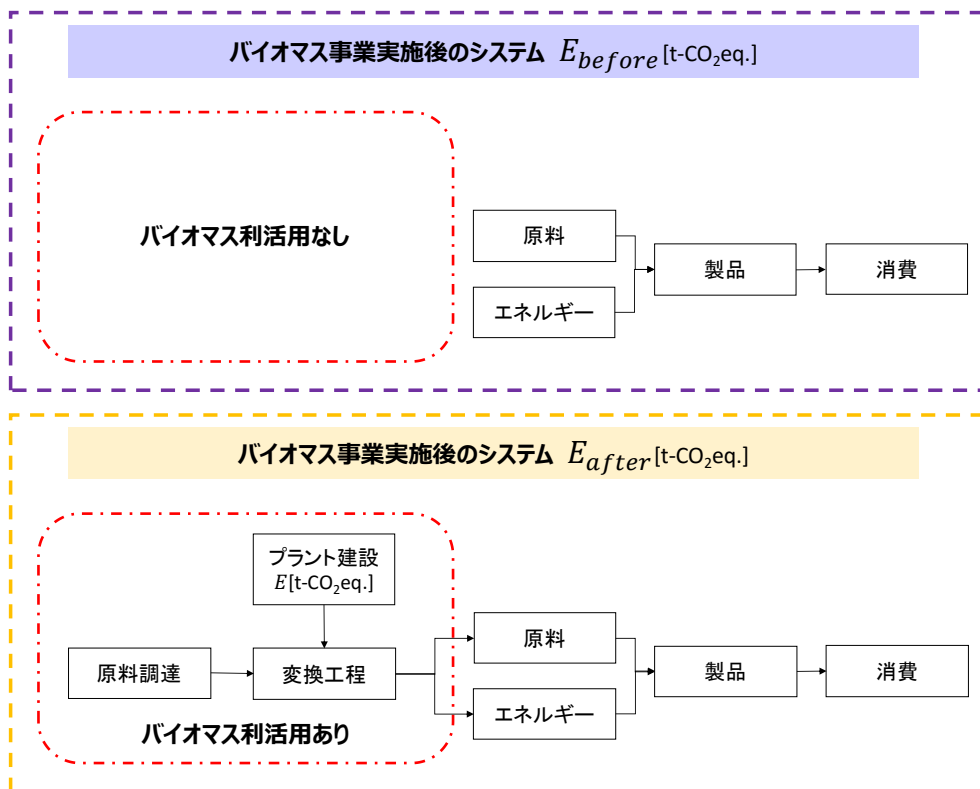 バイオマス事業実施後のシステム E_before [t-CO₂eq.]
バイオマス利活用なし
原料
エネルギー
製品
消費
バイオマス事業実施後のシステム E_after [t-CO₂eq.]
プラント建設
E[t-CO₂eq.]
原料調達
変換工程
バイオマス利活用あり
原料
エネルギー
製品
消費